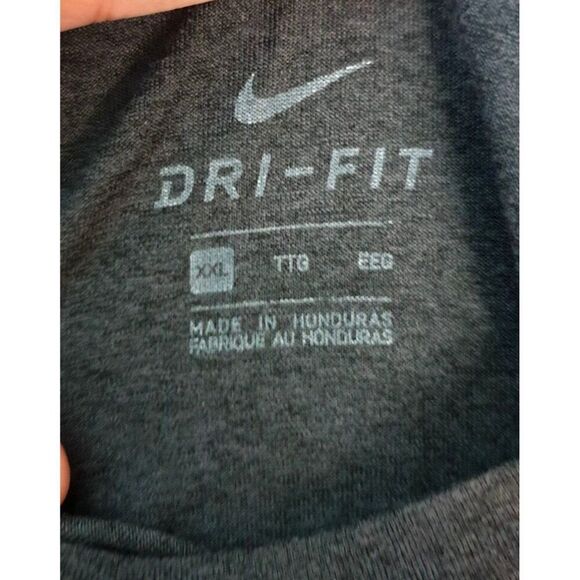 DRI-FIT
XXL TTG EEG
MADE IN HONDURAS
FABRIQUE AU HONDURAS